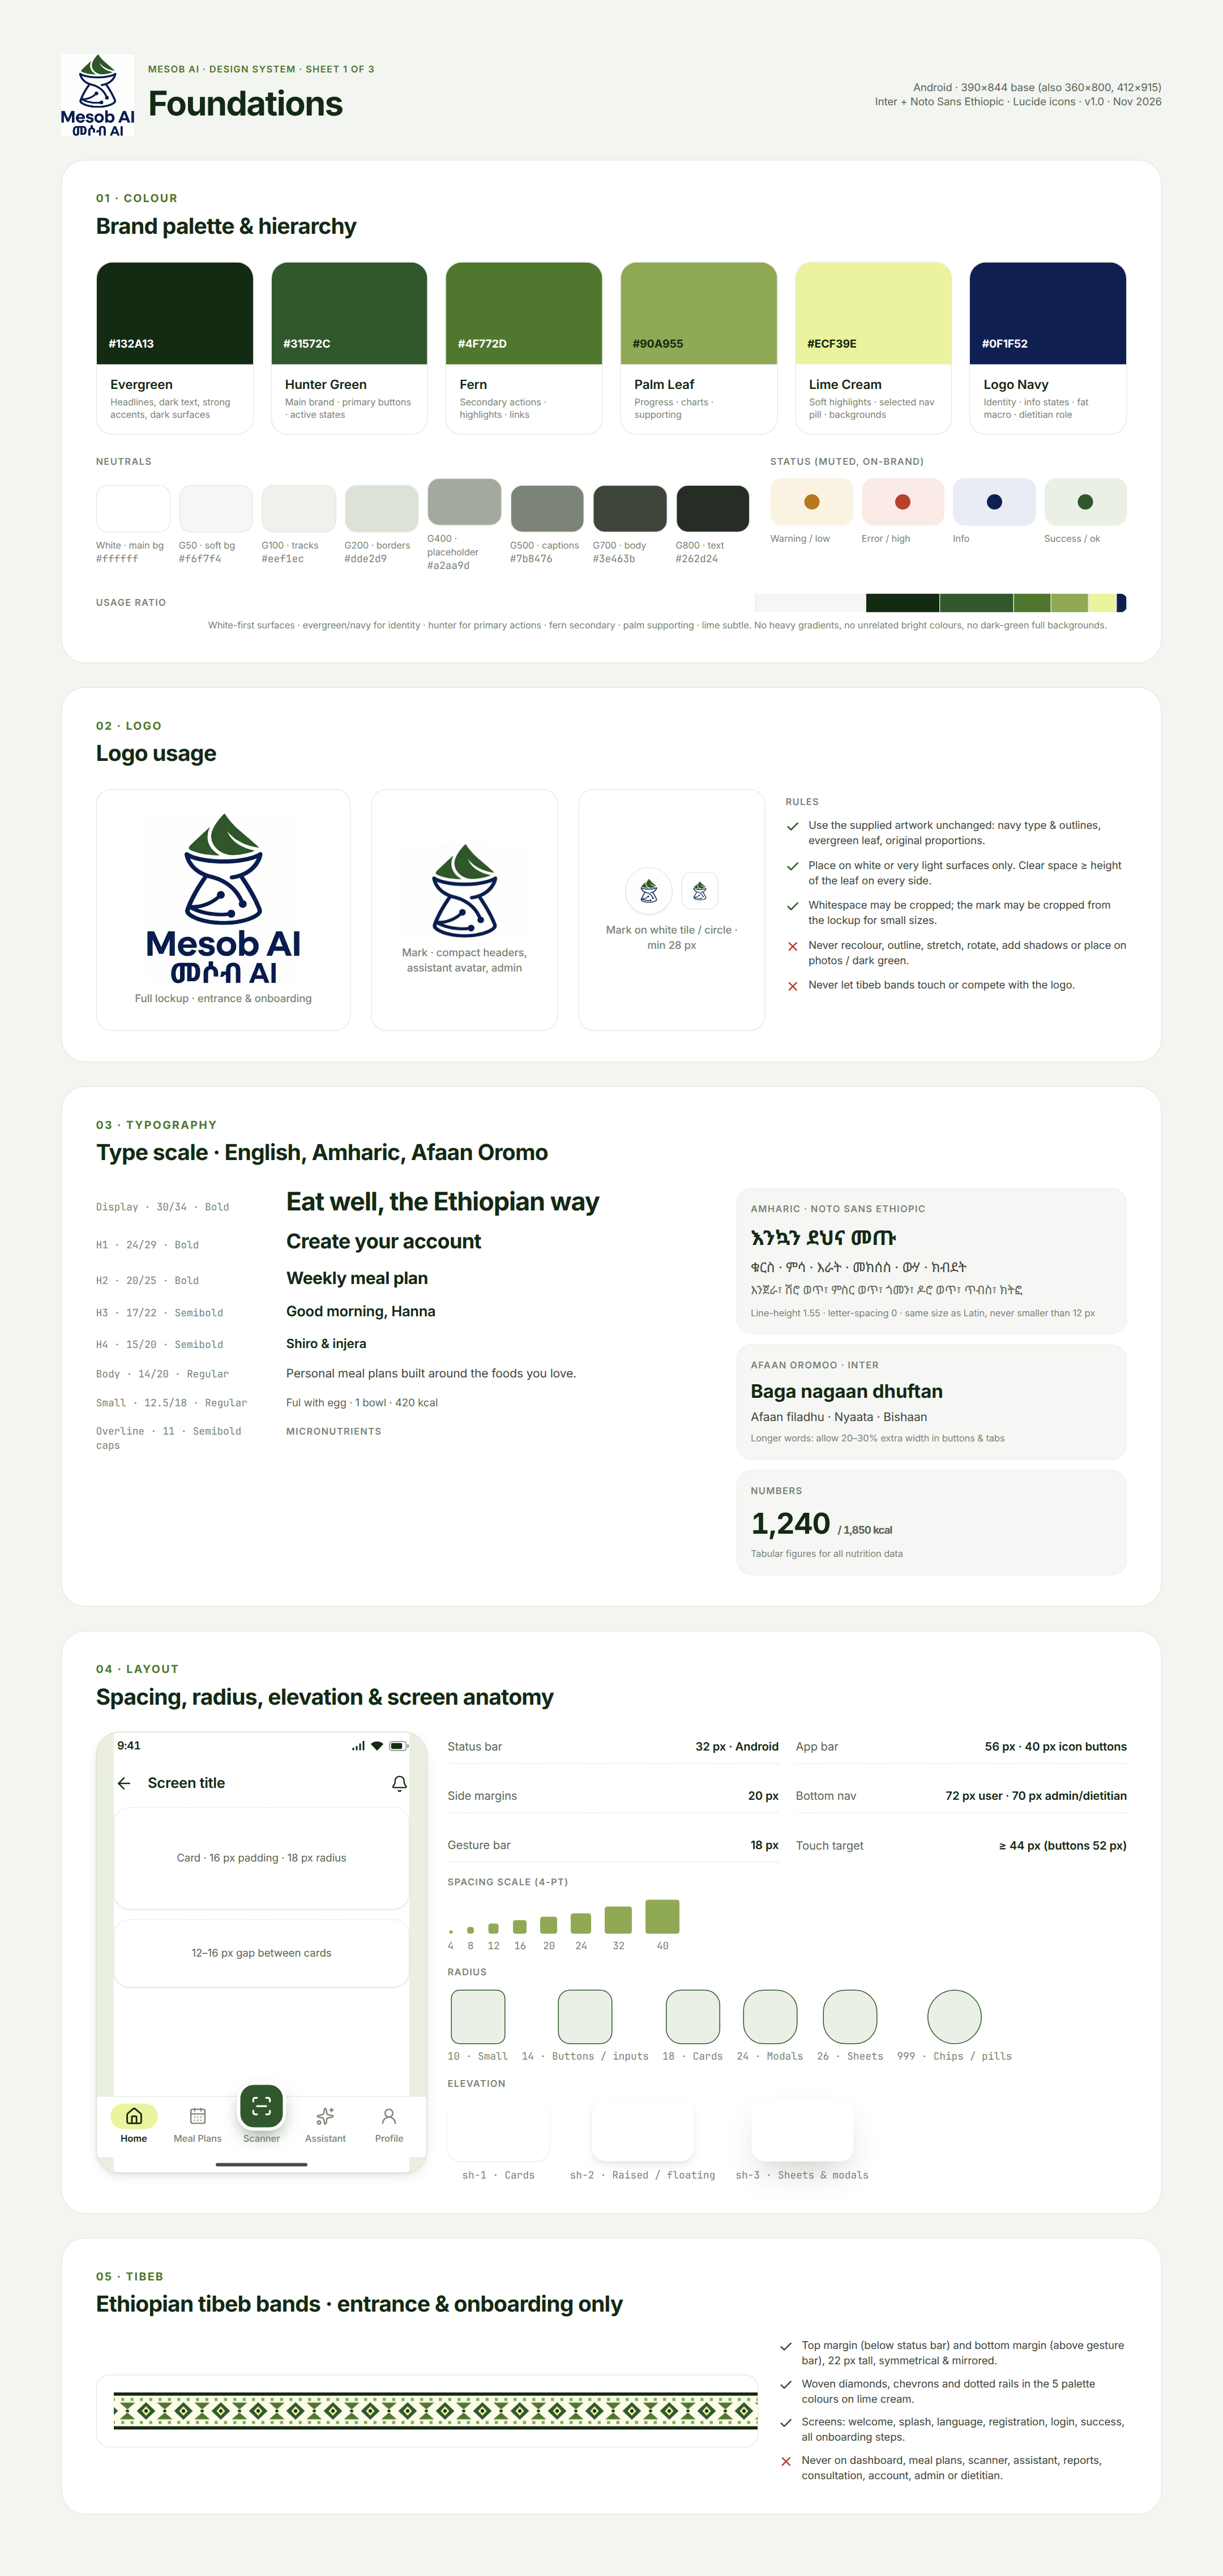 Mesob AI
መሶብ AI
MESOB AI · DESIGN SYSTEM · SHEET 1 OF 3
Foundations
Android · 390×844 base (also 360×800, 412×915)
Inter + Noto Sans Ethiopic · Lucide icons · v1.0 · Nov 2026
01 · COLOUR
Brand palette & hierarchy
#132A13
Evergreen
Headlines, dark text, strong
accents, dark surfaces
#31572C
Hunter Green
Main brand · primary buttons
· active states
#4F772D
Fern
Secondary actions ·
highlights · links
#90A955
Palm Leaf
Progress · charts ·
supporting
#ECF39E
Lime Cream
Soft highlights · selected nav
pill · backgrounds
#0F1F52
Logo Navy
Identity · info states · fat
macro · dietitian role
NEUTRALS
White · main bg
#ffffff
G50 · soft bg
#f6f7f4
G100 · tracks
#eef1ec
G200 · borders
#dde2d9
G400 ·
placeholder
#a2aa9d
G500 · captions
#7b8476
G700 · body
#3e463b
G800 · text
#262d24
STATUS (MUTED, ON-BRAND)
Warning / low
Error / high
Info
Success / ok
USAGE RATIO
White-first surfaces · evergreen/navy for identity · hunter for primary actions · fern secondary · palm supporting · lime subtle. No heavy gradients, no unrelated bright colours, no dark-green full backgrounds.
02 · LOGO
Logo usage
Mesob AI
መሶብ AI
Full lockup · entrance & onboarding
Mark · compact headers,
assistant avatar, admin
Mark on white tile / circle ·
min 28 px
RULES
Use the supplied artwork unchanged: navy type & outlines,
evergreen leaf, original proportions.
Place on white or very light surfaces only. Clear space ≥ height
of the leaf on every side.
Whitespace may be cropped; the mark may be cropped from
the lockup for small sizes.
Never recolour, outline, stretch, rotate, add shadows or place on
photos / dark green.
Never let tibeb bands touch or compete with the logo.
03 · TYPOGRAPHY
Type scale · English, Amharic, Afaan Oromo
Display · 30/34 · Bold
Eat well, the Ethiopian way
H1 · 24/29 · Bold
Create your account
H2 · 20/25 · Bold
Weekly meal plan
H3 · 17/22 · Semibold
Good morning, Hanna
H4 · 15/20 · Semibold
Shiro & injera
Body · 14/20 · Regular
Personal meal plans built around the foods you love.
Small · 12.5/18 · Regular
Ful with egg · 1 bowl · 420 kcal
Overline · 11 · Semibold
caps
MICRONUTRIENTS
AMHARIC · NOTO SANS ETHIOPIC
እንኳን ደህና መጡ
ቁርስ · ምሳ · እራት · መክሰስ · ውሃ · ክብደት
እንጀራ፣ ሽሮ ወጥ፣ ምስር ወጥ፣ ጎመን፣ ዶሮ ወጥ፣ ጥብስ፣ ክትፎ
Line-height 1.55 · letter-spacing 0 · same size as Latin, never smaller than 12 px
AFAAN OROMOO · INTER
Baga nagaan dhuftan
Afaan filadhu · Nyaata · Bishaan
Longer words: allow 20–30% extra width in buttons & tabs
NUMBERS
1,240 / 1,850 kcal
Tabular figures for all nutrition data
04 · LAYOUT
Spacing, radius, elevation & screen anatomy
9:41
Screen title
Card · 16 px padding · 18 px radius
12–16 px gap between cards
Home
Meal Plans
Scanner
Assistant
Profile
Status bar
32 px · Android
App bar
56 px · 40 px icon buttons
Side margins
20 px
Bottom nav
72 px user · 70 px admin/dietitian
Gesture bar
18 px
Touch target
≥ 44 px (buttons 52 px)
SPACING SCALE (4-PT)
4 8 12 16 20 24 32 40
RADIUS
10 · Small
14 · Buttons / inputs
18 · Cards
24 · Modals
26 · Sheets
999 · Chips / pills
ELEVATION
sh-1 · Cards
sh-2 · Raised / floating
sh-3 · Sheets & modals
05 · TIBEB
Ethiopian tibeb bands · entrance & onboarding only
Top margin (below status bar) and bottom margin (above gesture
bar), 22 px tall, symmetrical & mirrored.
Woven diamonds, chevrons and dotted rails in the 5 palette
colours on lime cream.
Screens: welcome, splash, language, registration, login, success,
all onboarding steps.
Never on dashboard, meal plans, scanner, assistant, reports,
consultation, account, admin or dietitian.